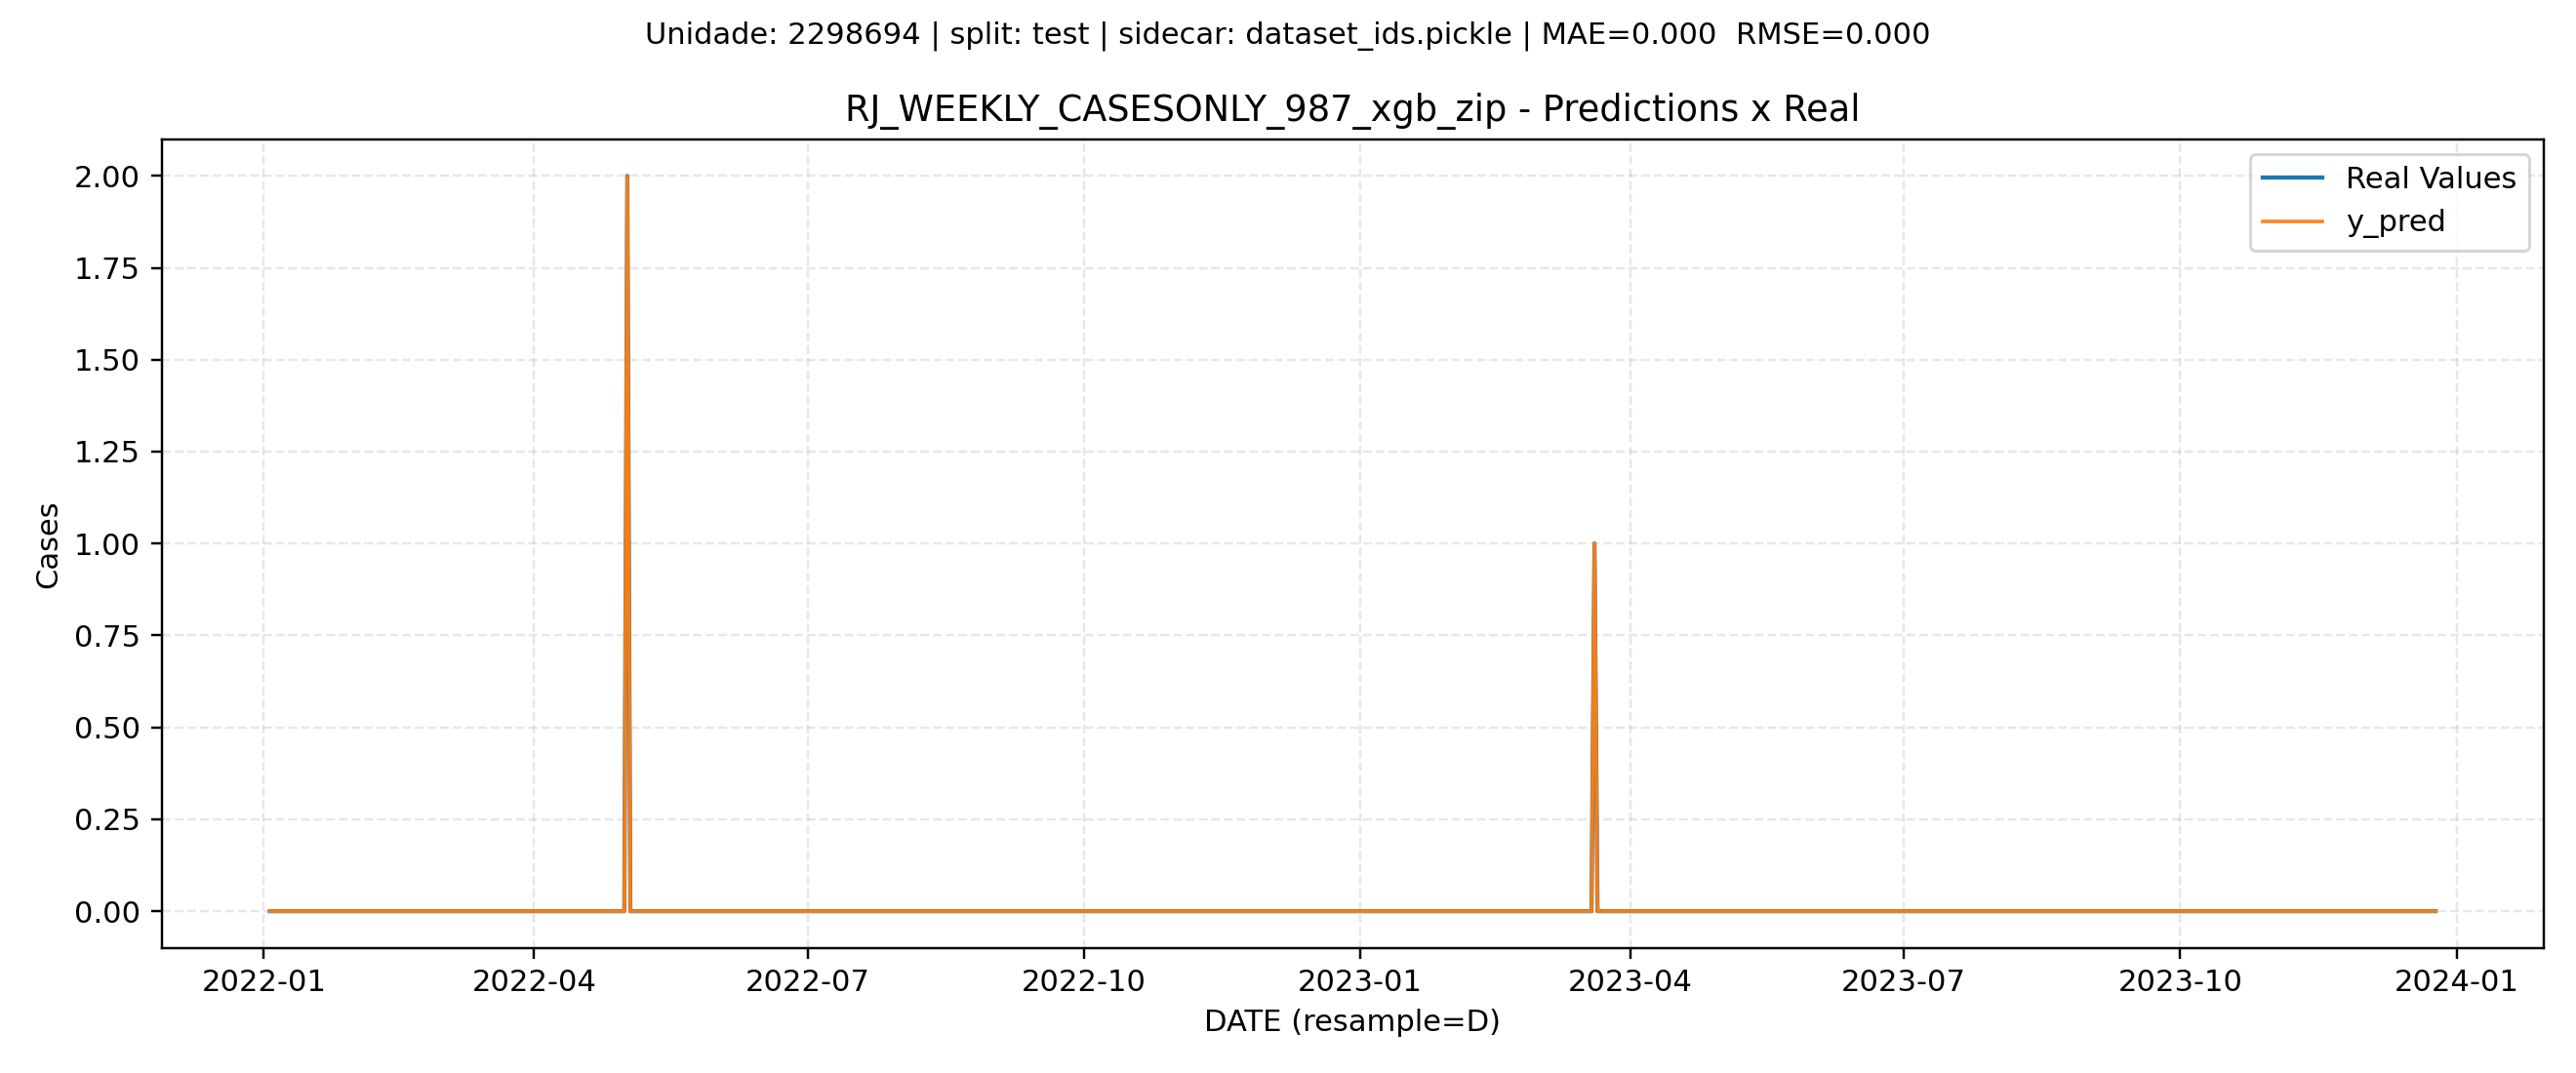 Unidade: 2298694 | split: test | sidecar: dataset_ids.pickle | MAE=0.000  RMSE=0.000
RJ_WEEKLY_CASESONLY_987_xgb_zip - Predictions x Real
Real Values
y_pred
Cases
2.00
1.75
1.50
1.25
1.00
0.75
0.50
0.25
0.00
2022-01 2022-04 2022-07 2022-10 2023-01 2023-04 2023-07 2023-10 2024-01
DATE (resample=D)